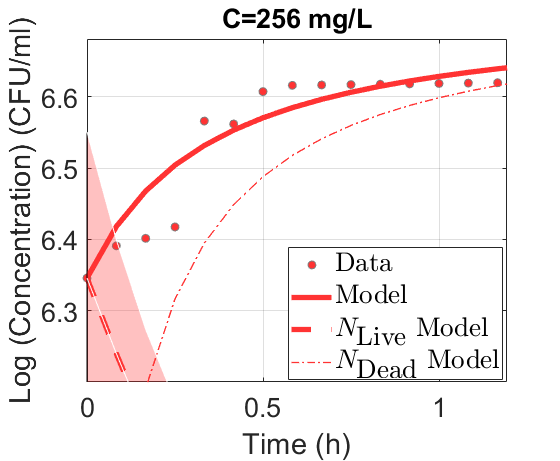 C=256 mg/L
Log (Concentration) (CFU/ml)
6.6
6.5
6.4
6.3
0
0.5
1
Time (h)
Data
Model
N_Live Model
N_Dead Model